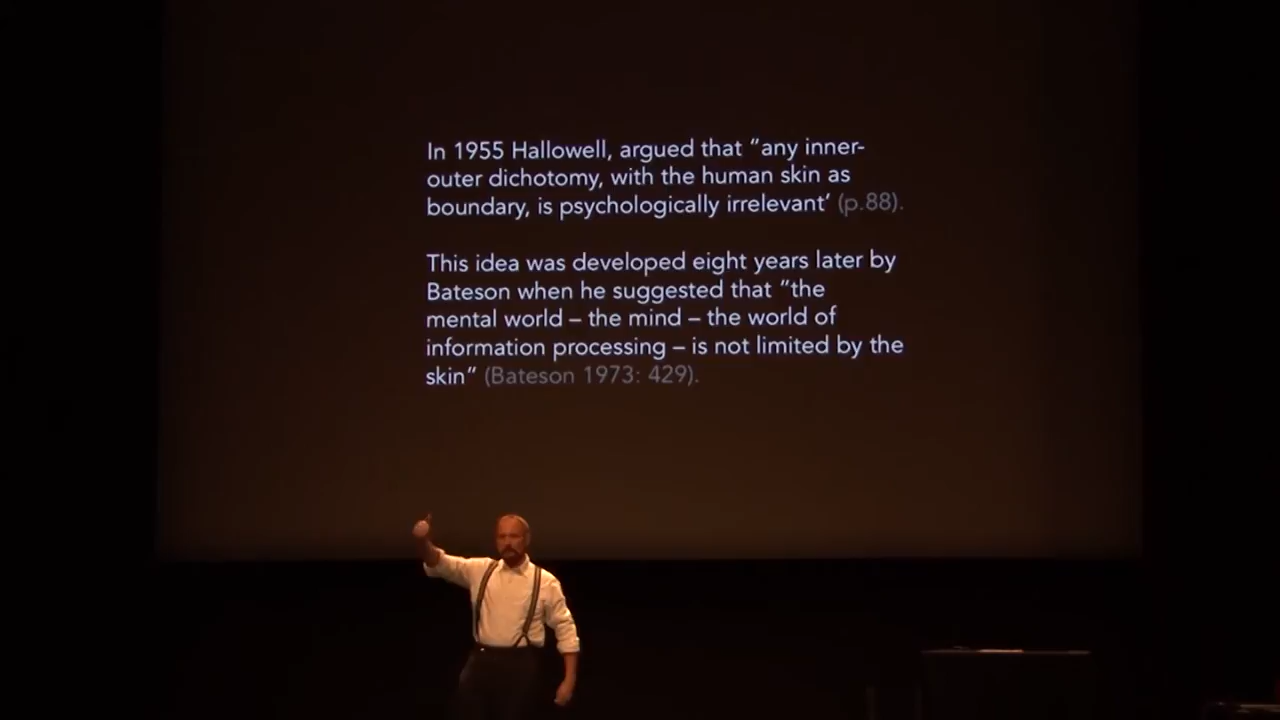 In 1955 Hallowell, argued that “any inner-
outer dichotomy, with the human skin as
boundary, is psychologically irrelevant’ (p.88).
This idea was developed eight years later by
Bateson when he suggested that “the
mental world – the mind – the world of
information processing – is not limited by the
skin” (Bateson 1973: 429).